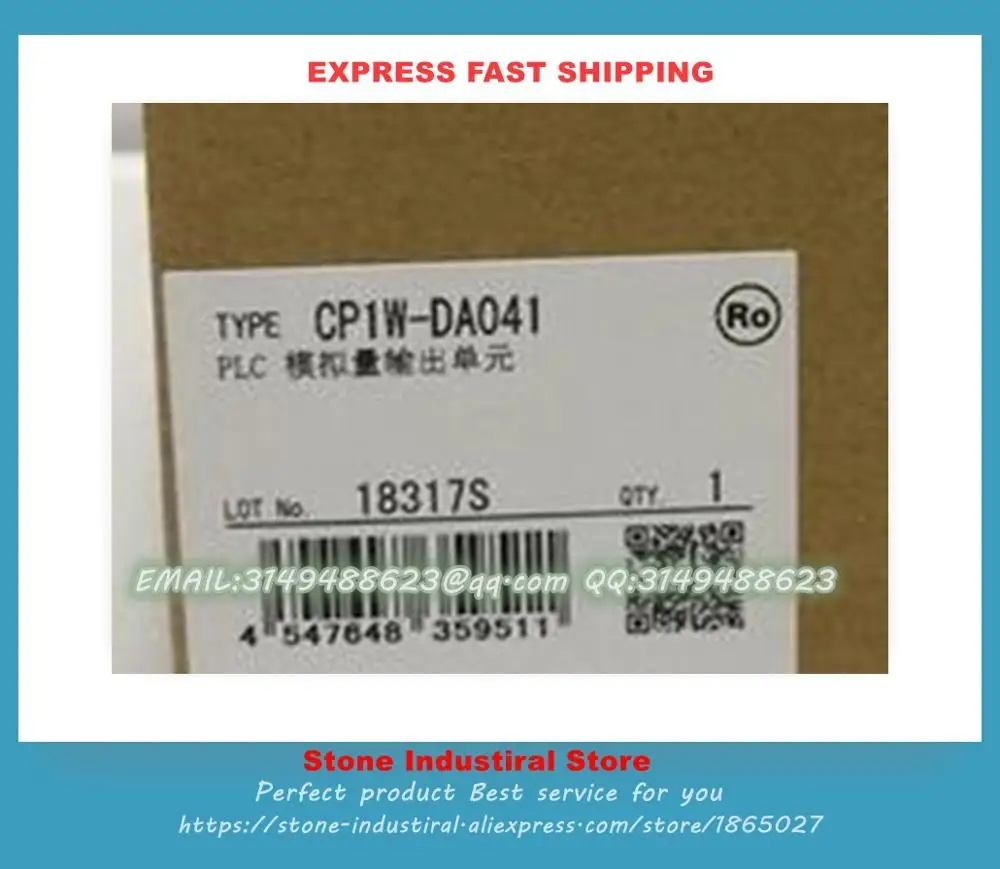 EXPRESS FAST SHIPPING
TYPE CP1W-DA041
Ro
PLC 模拟量输出单元
LOT No. 18317S QTY 1
EMAIL:3149488623@qq.com QQ:3149488623
4 547648 359511
Stone Industiral Store
Perfect product Best service for you
https://stone-industiral.aliexpress.com/store/1865027